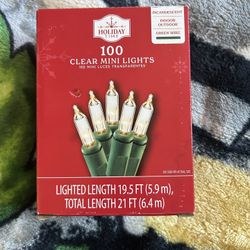 HOLIDAY
TIME
INCANDESCENT
INDOOR
OUTDOOR
GREEN WIRE
100
CLEAR MINI LIGHTS
100 MINI LUCES TRANSPARENTES
LIGHTED LENGTH 19.5 FT (5.9 m),
TOTAL LENGTH 21 FT (6.4 m)